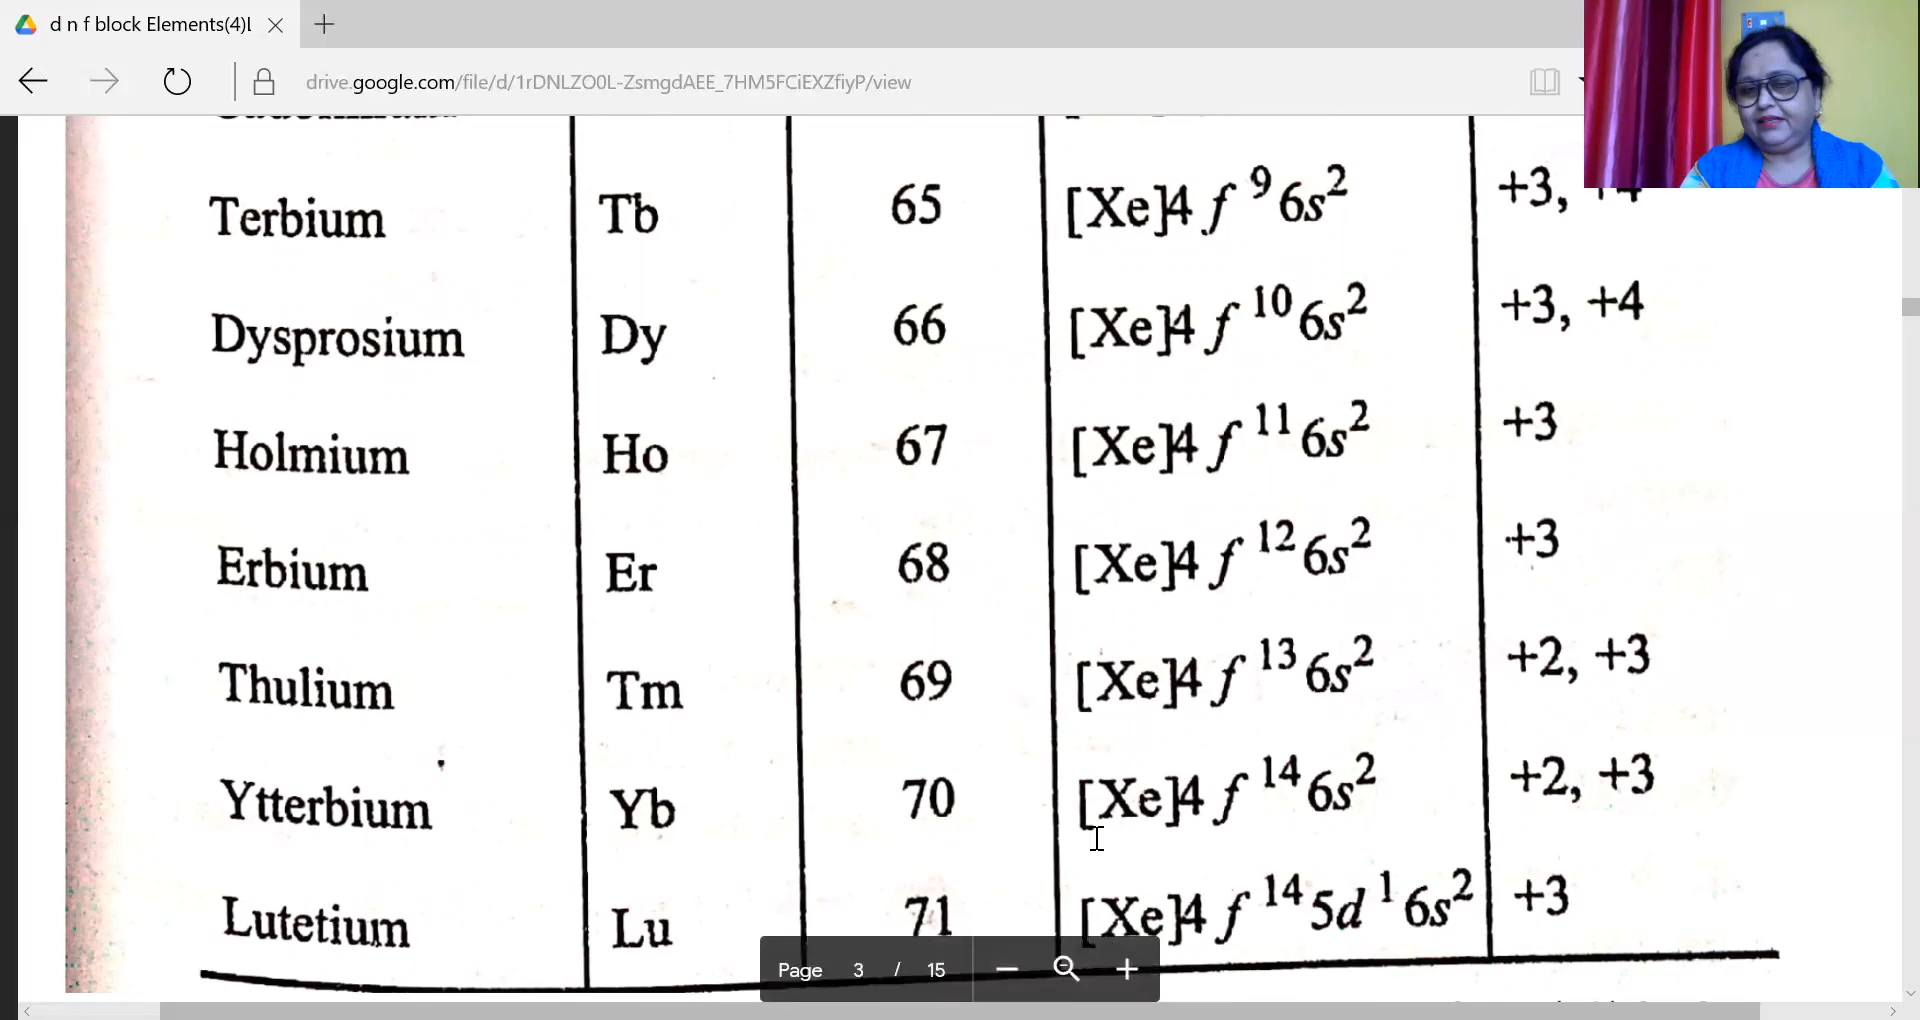 d n f block Elements(4)L
drive.google.com/file/d/1rDNLZO0L-ZsmgdAEE_7HM5FCiEXZfiyP/view
Terbium Tb 65 [Xe]4f⁹6s² +3, +4
Dysprosium Dy 66 [Xe]4f¹⁰6s² +3, +4
Holmium Ho 67 [Xe]4f¹¹6s² +3
Erbium Er 68 [Xe]4f¹²6s² +3
Thulium Tm 69 [Xe]4f¹³6s² +2, +3
Ytterbium Yb 70 [Xe]4f¹⁴6s² +2, +3
Lutetium Lu 71 [Xe]4f¹⁴5d¹6s² +3
Page 3 / 15